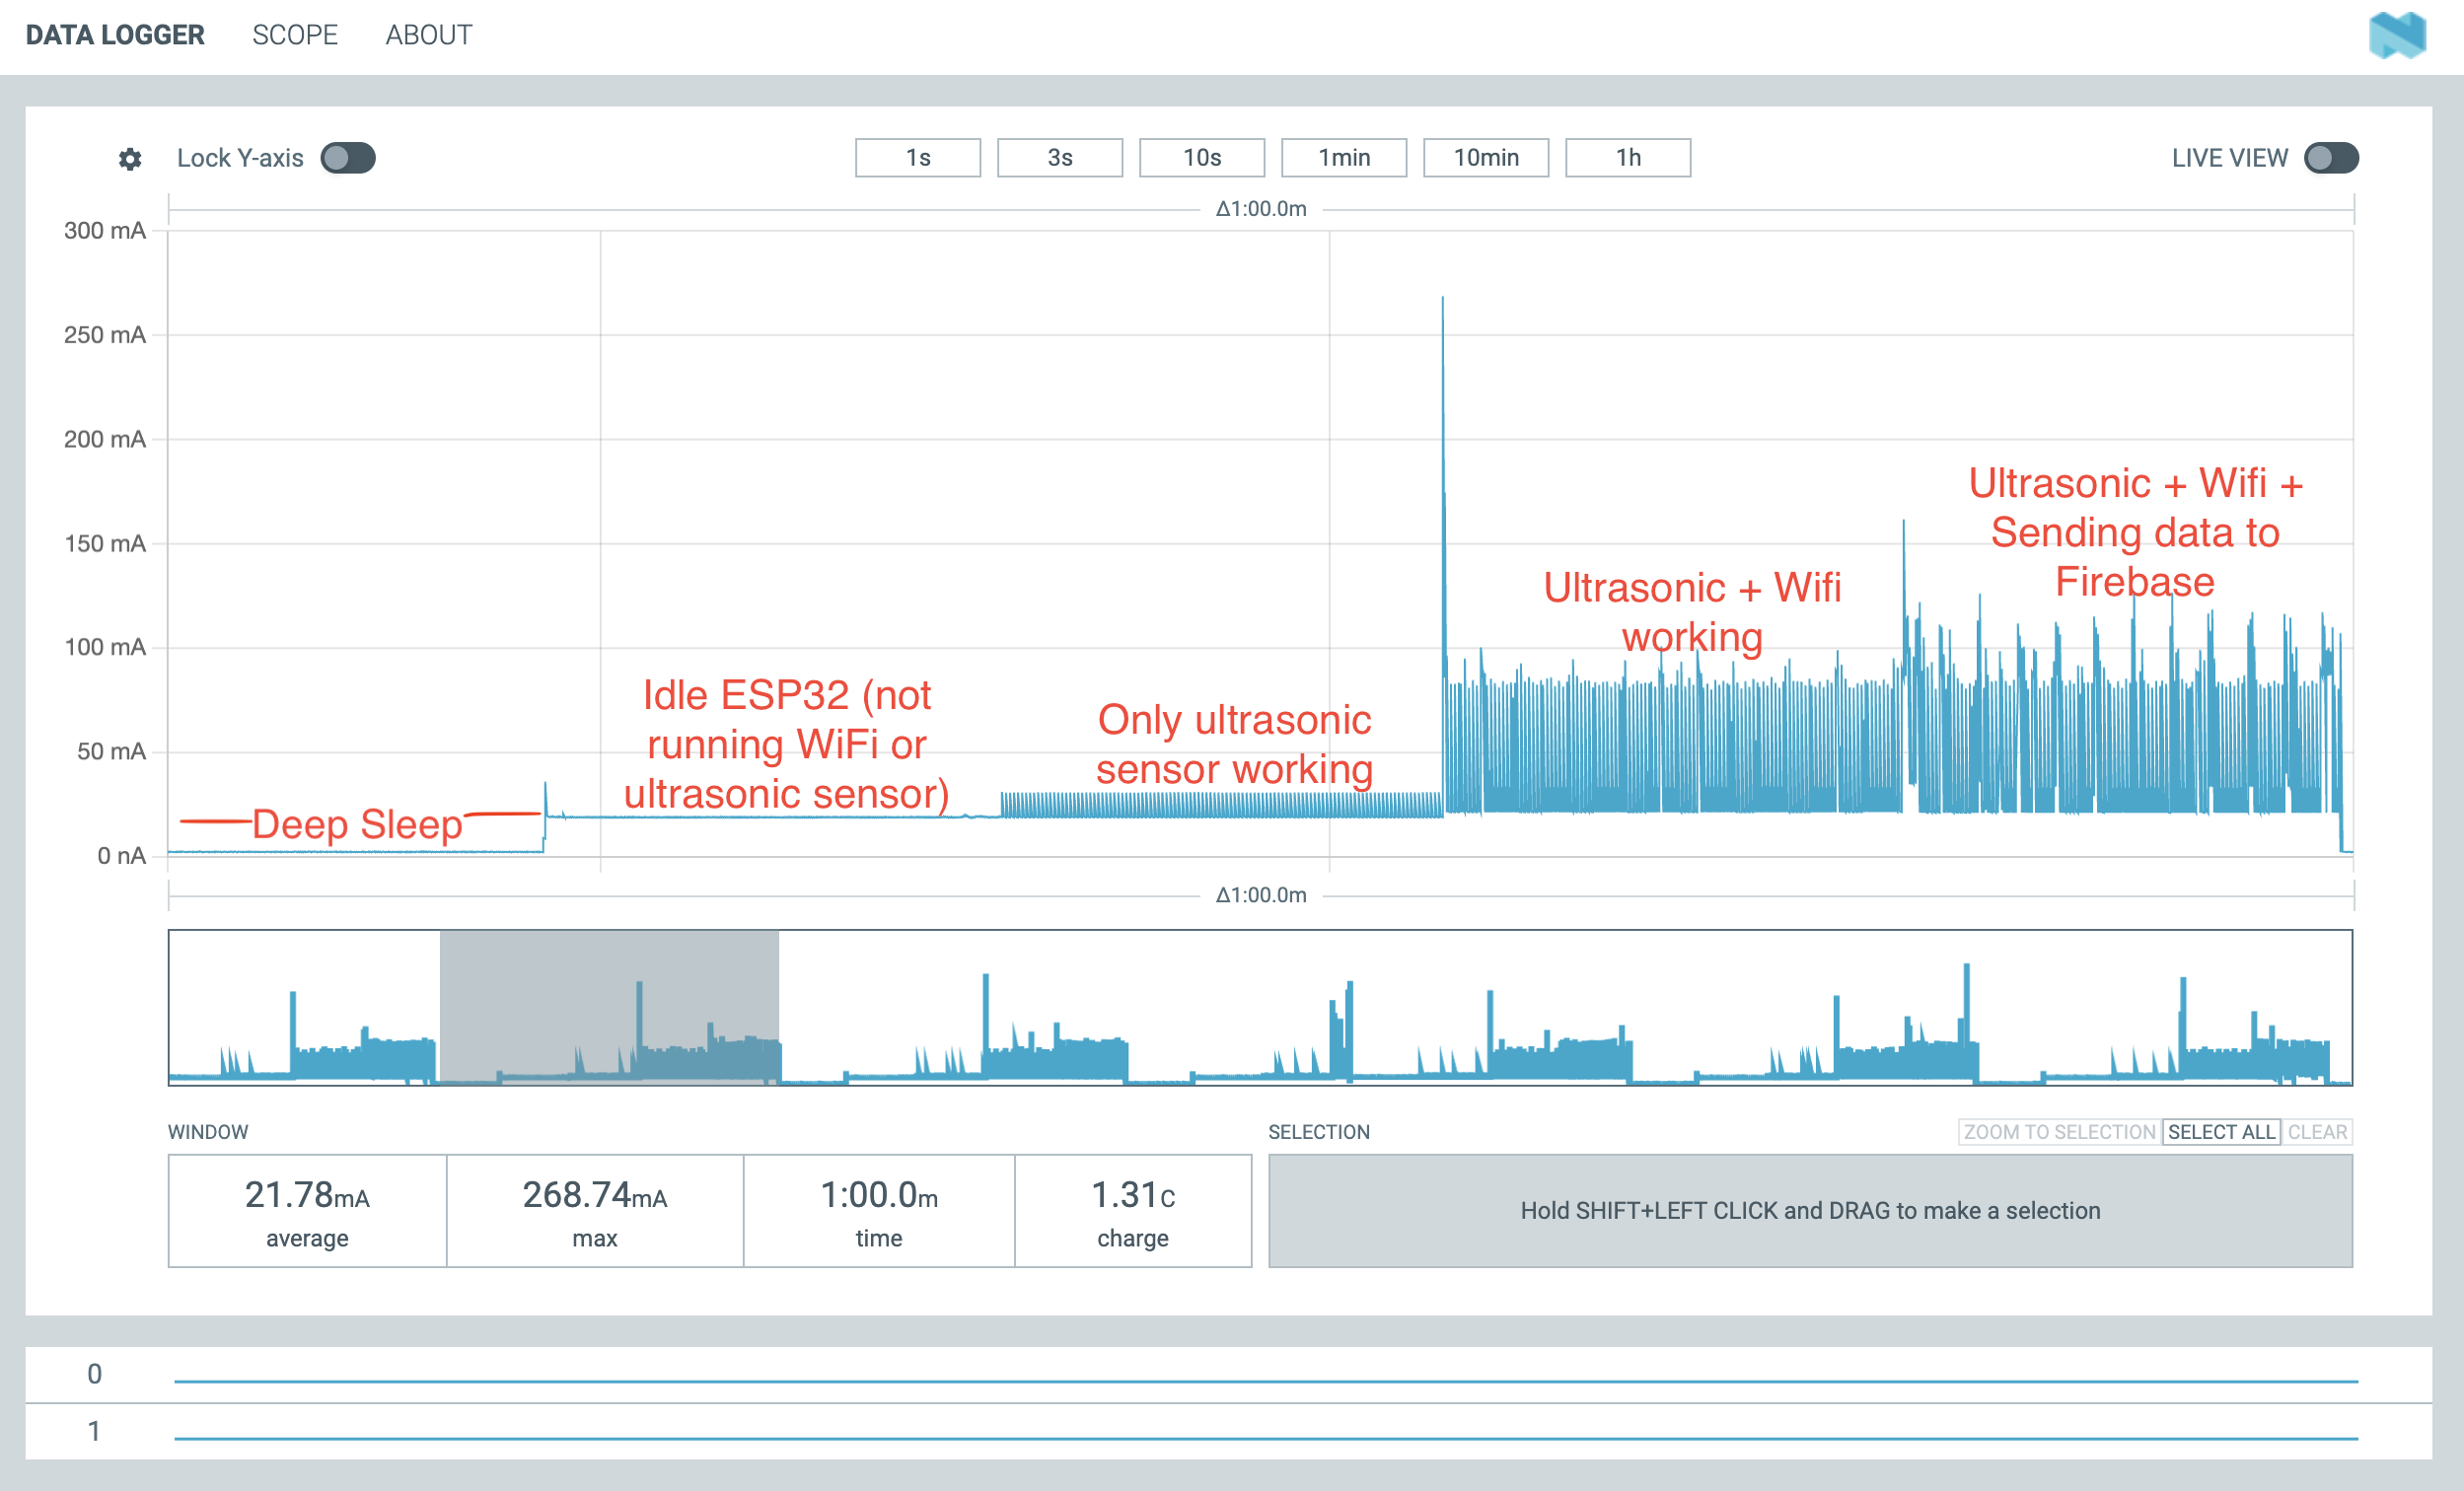 DATA LOGGER SCOPE ABOUT
Lock Y-axis 1s 3s 10s 1min 10min 1h LIVE VIEW
Δ1:00.0m
300 mA
250 mA
200 mA
150 mA
100 mA
50 mA
0 nA
Deep Sleep
Idle ESP32 (not
running WiFi or
ultrasonic sensor)
Only ultrasonic
sensor working
Ultrasonic + Wifi
working
Ultrasonic + Wifi +
Sending data to
Firebase
Δ1:00.0m
WINDOW
21.78mA
average
268.74mA
max
1:00.0m
time
1.31C
charge
SELECTION
ZOOM TO SELECTION SELECT ALL CLEAR
Hold SHIFT+LEFT CLICK and DRAG to make a selection
0
1